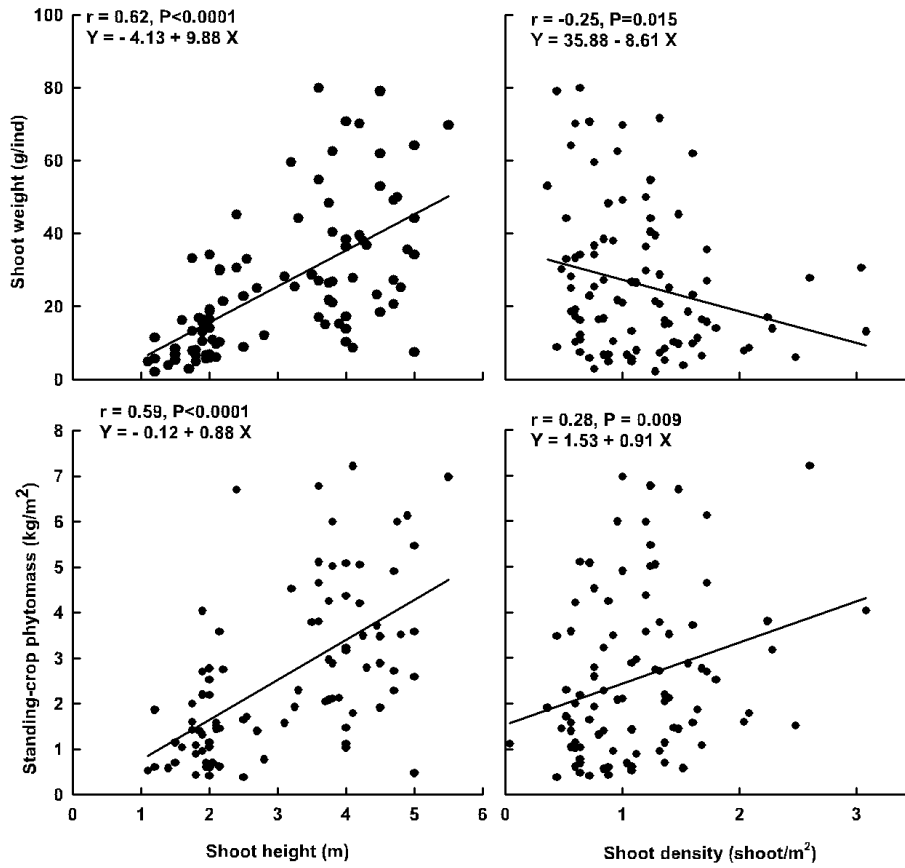 r = 0.62, P<0.0001
Y = - 4.13 + 9.88 X
r = -0.25, P=0.015
Y = 35.88 - 8.61 X
Shoot weight (g/ind)
100
80
60
40
20
0
r = 0.59, P<0.0001
Y = - 0.12 + 0.88 X
r = 0.28, P = 0.009
Y = 1.53 + 0.91 X
Standing-crop phytomass (kg/m²)
8
7
6
5
4
3
2
1
0
0 1 2 3 4 5 6
0 1 2 3
Shoot height (m)
Shoot density (shoot/m²)